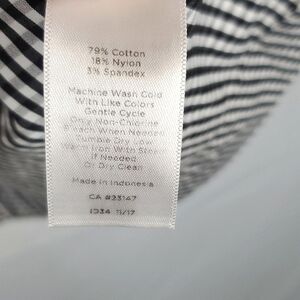 79% Cotton
18% Nylon
3% Spandex
Machine Wash Cold
With Like Colors
Gentle Cycle
Only Non-Chlorine
Bleach When Needed
Tumble Dry Low
Warm Iron With Steam
If Needed
Or Dry Clean
Made in Indonesia
CA #23147
ID34 11/17